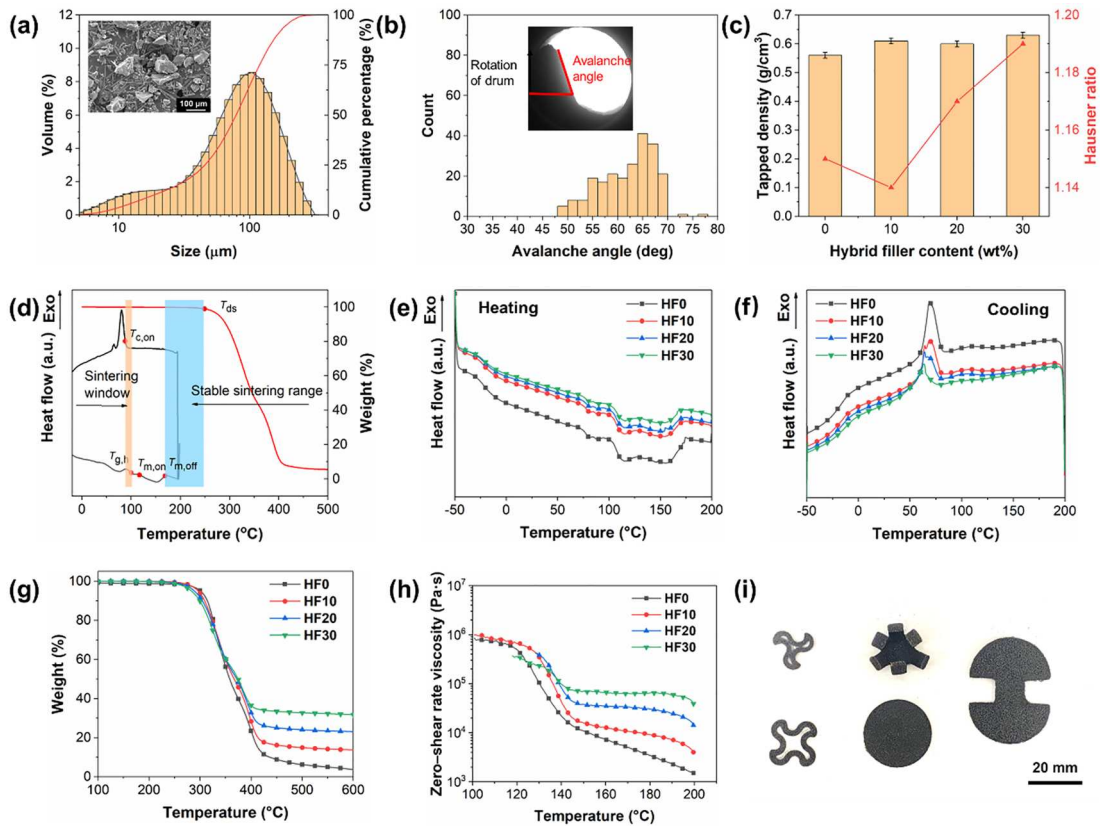 (a)
12
10
8
6
4
2
0
Volume (%)
100
75
50
25
0
Cumulative percentage (%)
100 μm
10
100
Size (μm)
(b)
100
80
60
40
20
0
Count
Rotation
of drum
Avalanche
angle
30 35 40 45 50 55 60 65 70 75 80
Avalanche angle (deg)
(c)
0.7
0.6
0.5
0.4
0.3
0.2
0.1
0.0
Tapped density (g/cm³)
1.20
1.18
1.16
1.14
Hausner ratio
0 10 20 30
Hybrid filler content (wt%)
(d)
Exo
Heat flow (a.u.)
Tds
Tc,on
Sintering
window
Stable sintering range
Tg,h
Tm,on
Tm,off
100
80
60
40
20
0
Weight (%)
0 100 200 300 400 500
Temperature (°C)
(e)
Exo
Heat flow (a.u.)
Heating
HF0
HF10
HF20
HF30
-50 0 50 100 150 200
Temperature (°C)
(f)
Exo
Heat flow (a.u.)
HF0
HF10
HF20
HF30
Cooling
-50 0 50 100 150 200
Temperature (°C)
(g)
100
80
60
40
20
0
Weight (%)
HF0
HF10
HF20
HF30
100 200 300 400 500 600
Temperature (°C)
(h)
10⁷
10⁶
10⁵
10⁴
10³
Zero–shear rate viscosity (Pa·s)
HF0
HF10
HF20
HF30
100 120 140 160 180 200
Temperature (°C)
(i)
20 mm